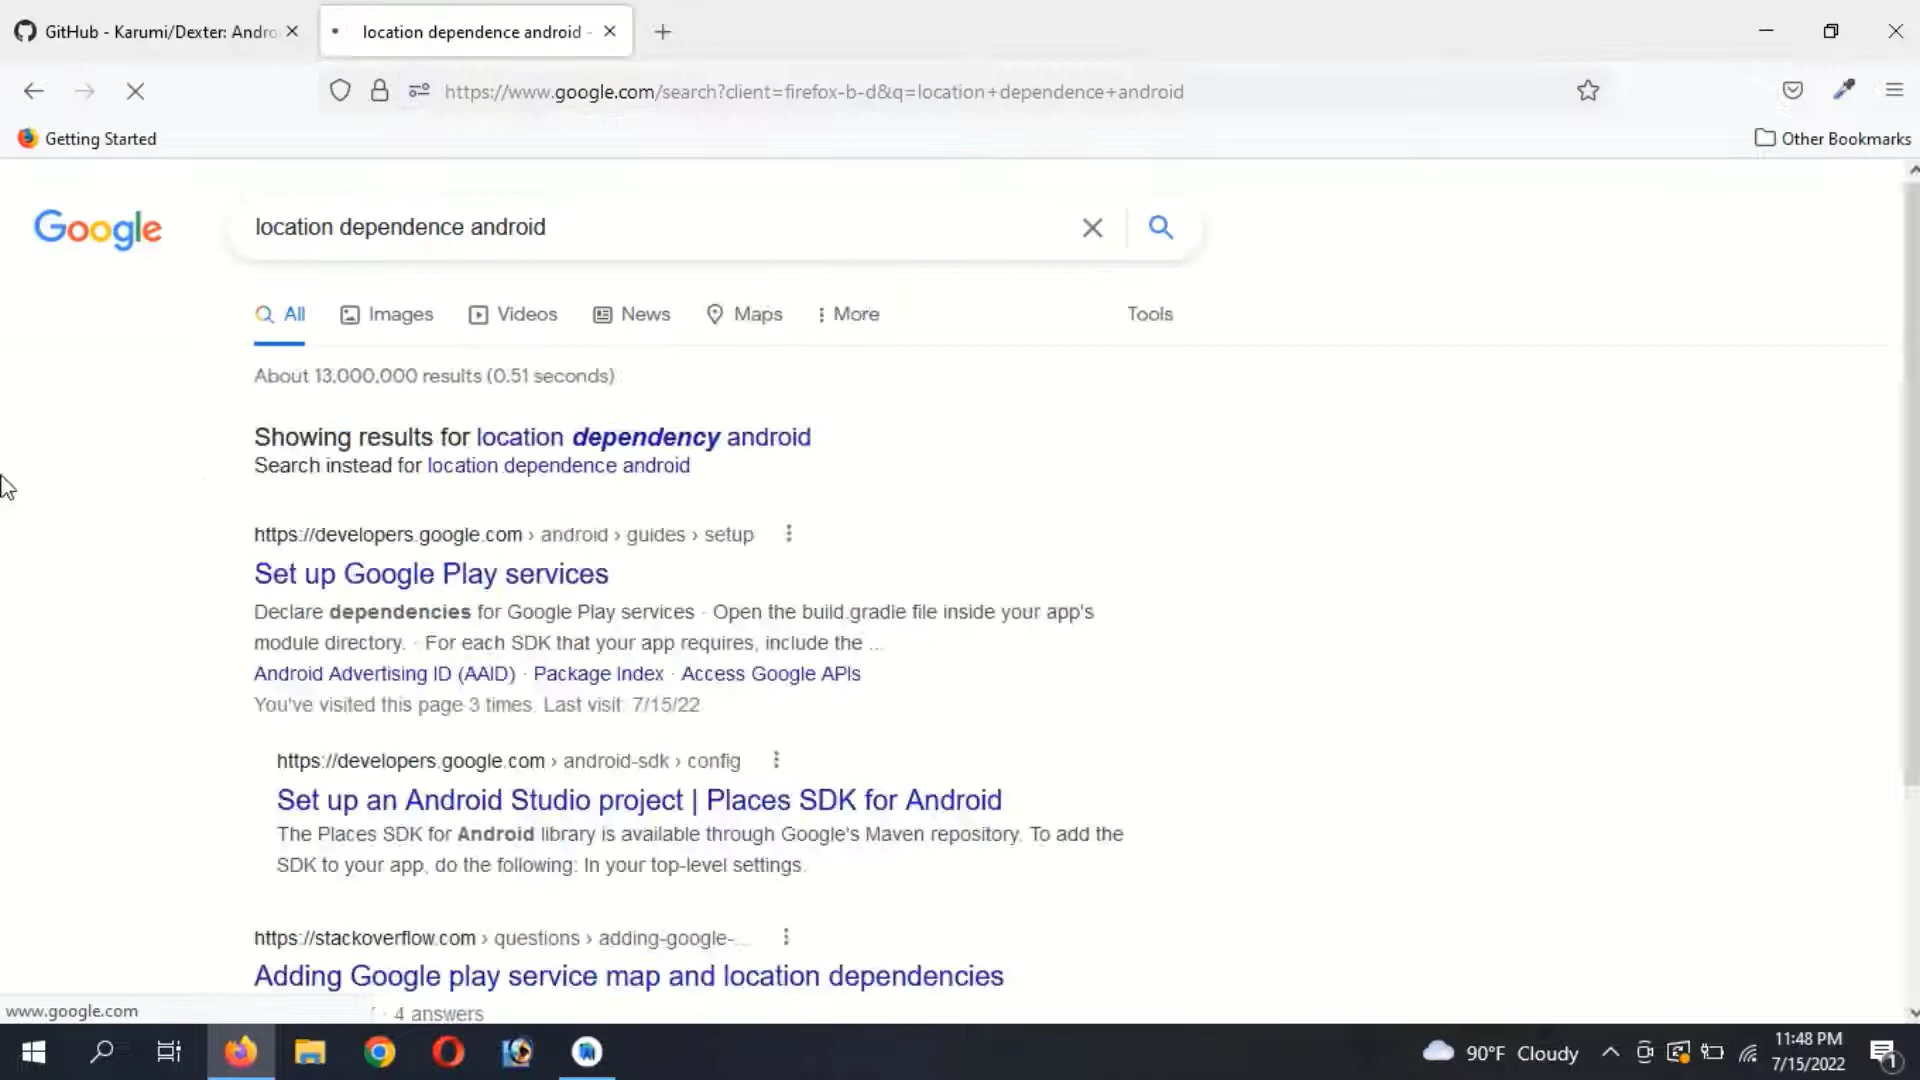 GitHub - Karumi/Dexter: Andro
location dependence android -
https://www.google.com/search?client=firefox-b-d&q=location+dependence+android
Getting Started
Other Bookmarks
Google
location dependence android
All
Images
Videos
News
Maps
More
Tools
About 13,000,000 results (0.51 seconds)
Showing results for location dependency android
Search instead for location dependence android
https://developers.google.com › android › guides › setup
Set up Google Play services
Declare dependencies for Google Play services · Open the build.gradle file inside your app's
module directory. · For each SDK that your app requires, include the ...
Android Advertising ID (AAID) · Package Index · Access Google APIs
You've visited this page 3 times. Last visit: 7/15/22
https://developers.google.com › android-sdk › config
Set up an Android Studio project | Places SDK for Android
The Places SDK for Android library is available through Google's Maven repository. To add the
SDK to your app, do the following: In your top-level settings.
https://stackoverflow.com › questions › adding-google-...
Adding Google play service map and location dependencies
www.google.com
· 4 answers
90°F Cloudy
11:48 PM
7/15/2022
1